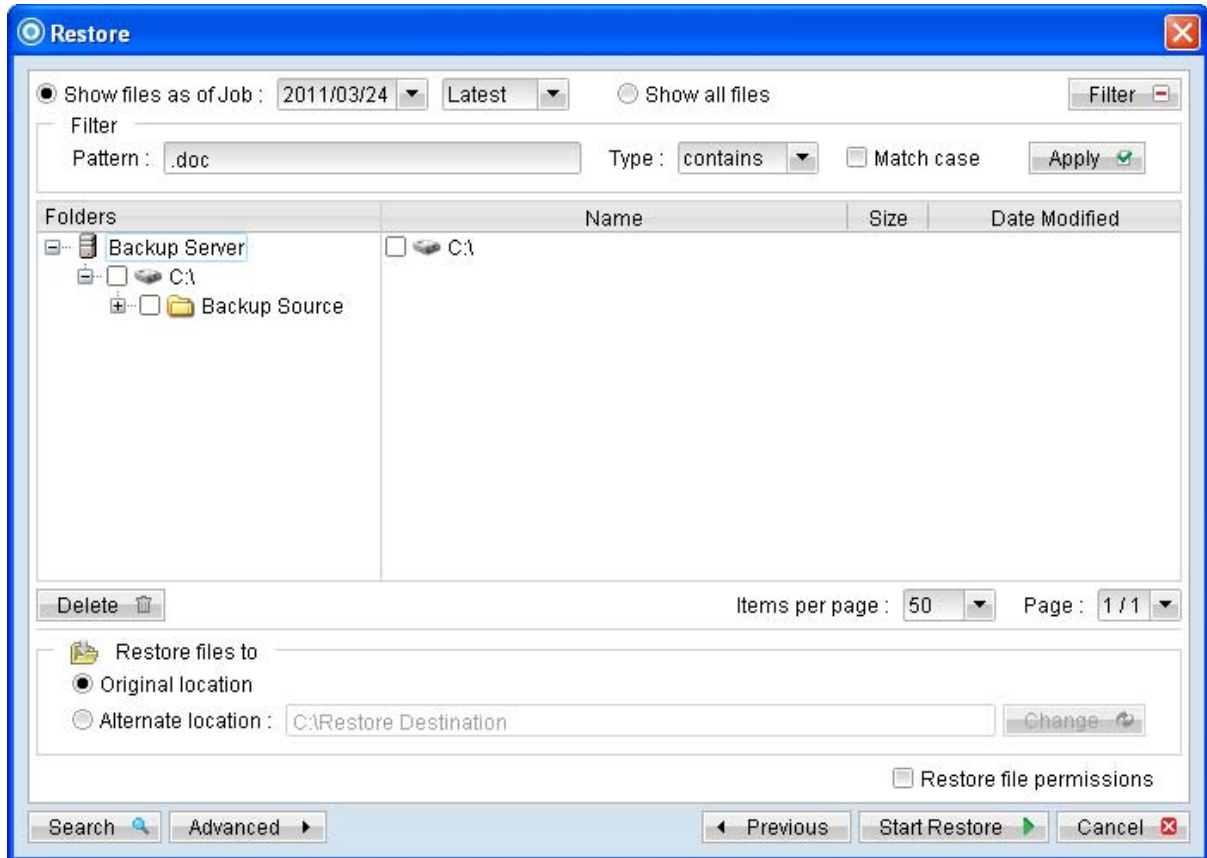 Restore
Show files as of Job : 2011/03/24 Latest Show all files Filter
Filter
Pattern : .doc Type : contains Match case Apply
Folders Name Size Date Modified
Backup Server C:\
C:\
Backup Source
Delete Items per page : 50 Page : 1 / 1
Restore files to
Original location
Alternate location : C:\Restore Destination Change
Restore file permissions
Search Advanced Previous Start Restore Cancel